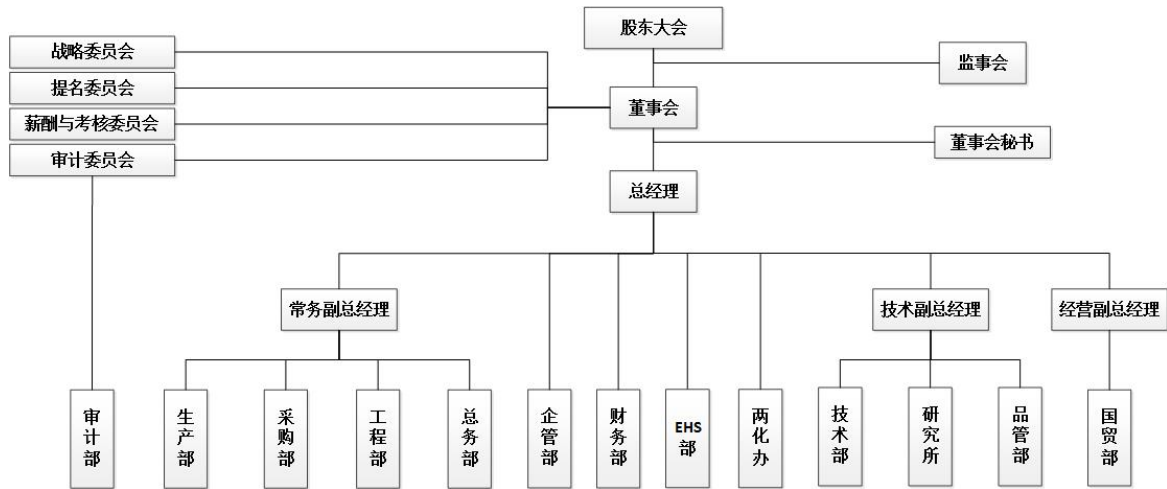 股东大会
战略委员会
监事会
提名委员会
董事会
薪酬与考核委员会
董事会秘书
审计委员会
总经理
常务副总经理
技术副总经理
经营副总经理
审计部
生产部
采购部
工程部
总务部
企管部
财务部
EHS部
两化办
技术部
研究所
品管部
国贸部